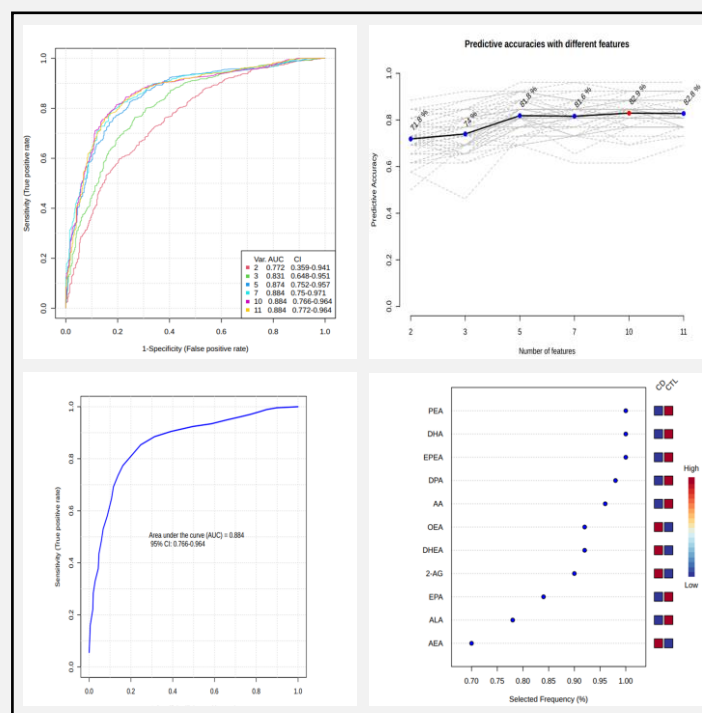 Sensitivity (True positive rate)
1.0
0.8
0.6
0.4
0.2
0.0
Var. AUC CI
2 0.772 0.359-0.941
3 0.831 0.648-0.951
5 0.874 0.752-0.957
7 0.884 0.75-0.971
10 0.884 0.766-0.964
11 0.884 0.772-0.964
0.0 0.2 0.4 0.6 0.8 1.0
1-Specificity (False positive rate)
Predictive accuracies with different features
Predictive Accuracy
1.0
0.8
0.6
0.4
0.2
0.0
71.8 % 74 % 81.8 % 81.6 % 82.9 % 82.8 %
2 3 5 7 10 11
Number of features
Sensitivity (True positive rate)
1.0
0.8
0.6
0.4
0.2
0.0
Area under the curve (AUC) = 0.884
95% CI: 0.766-0.964
0.0 0.2 0.4 0.6 0.8 1.0
CD CTL
PEA
DHA
EPEA
DPA
AA
OEA
DHEA
2-AG
EPA
ALA
AEA
High
Low
0.70 0.75 0.80 0.85 0.90 0.95 1.00
Selected Frequency (%)